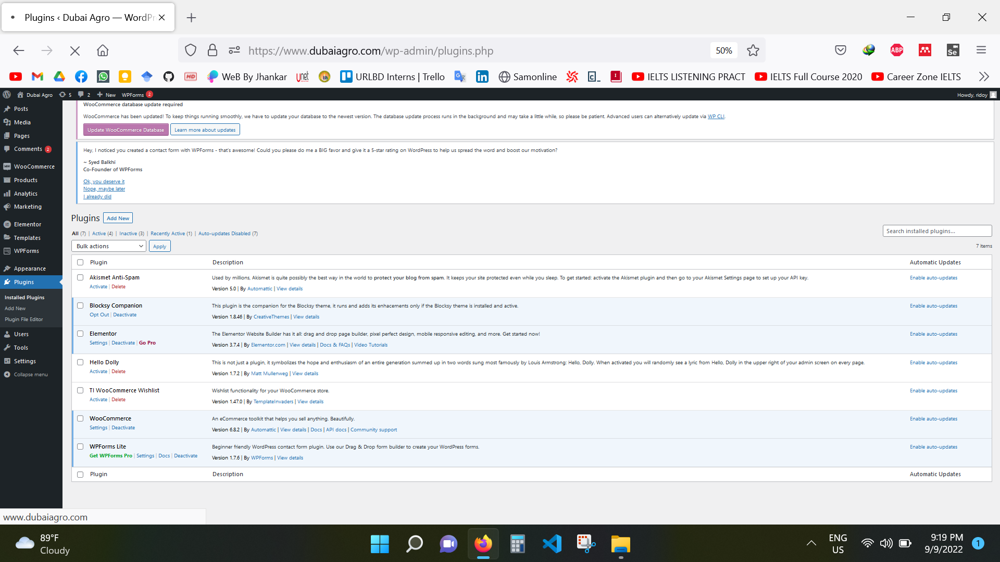 Plugins ‹ Dubai Agro — WordPr
https://www.dubaiagro.com/wp-admin/plugins.php
50%
ABP
Se
HD
WeB By Jhankar
unet
URLBD Interns | Trello
Samonline
IELTS LISTENING PRACT
IELTS Full Course 2020
Career Zone IELTS
Dubai Agro
5
2
New
WPForms 2
Howdy, ridoy
Posts
Media
Pages
Comments 2
WooCommerce
Products
Analytics
Marketing
Elementor
Templates
WPForms
Appearance
Plugins
Installed Plugins
Add New
Plugin File Editor
Users
Tools
Settings
Collapse menu
WooCommerce database update required
WooCommerce has been updated! To keep things running smoothly, we have to update your database to the newest version. The database update process runs in the background and may take a little while, so please be patient. Advanced users can alternatively update via WP CLI.
Update WooCommerce Database
Learn more about updates
Hey, I noticed you created a contact form with WPForms - that's awesome! Could you please do me a BIG favor and give it a 5-star rating on WordPress to help us spread the word and boost our motivation?
~ Syed Balkhi
Co-Founder of WPForms
Ok, you deserve it
Nope, maybe later
I already did
Plugins Add New
All (7) | Active (4) | Inactive (3) | Recently Active (1) | Auto-updates Disabled (7)
Search installed plugins...
Bulk actions
Apply
7 items
Plugin Description Automatic Updates
Akismet Anti-Spam
Activate | Delete
Used by millions, Akismet is quite possibly the best way in the world to protect your blog from spam. It keeps your site protected even while you sleep. To get started: activate the Akismet plugin and then go to your Akismet Settings page to set up your API key.
Version 5.0 | By Automattic | View details
Enable auto-updates
Blocksy Companion
Opt Out | Deactivate
This plugin is the companion for the Blocksy theme, it runs and adds its enhacements only if the Blocksy theme is installed and active.
Version 1.8.46 | By CreativeThemes | View details
Enable auto-updates
Elementor
Settings | Deactivate | Go Pro
The Elementor Website Builder has it all: drag and drop page builder, pixel perfect design, mobile responsive editing, and more. Get started now!
Version 3.7.4 | By Elementor.com | View details | Docs & FAQs | Video Tutorials
Enable auto-updates
Hello Dolly
Activate | Delete
This is not just a plugin, it symbolizes the hope and enthusiasm of an entire generation summed up in two words sung most famously by Louis Armstrong: Hello, Dolly. When activated you will randomly see a lyric from Hello, Dolly in the upper right of your admin screen on every page.
Version 1.7.2 | By Matt Mullenweg | View details
Enable auto-updates
TI WooCommerce Wishlist
Activate | Delete
Wishlist functionality for your WooCommerce store.
Version 1.47.0 | By TemplateInvaders | View details
Enable auto-updates
WooCommerce
Settings | Deactivate
An eCommerce toolkit that helps you sell anything. Beautifully.
Version 6.8.2 | By Automattic | View details | Docs | API docs | Community support
Enable auto-updates
WPForms Lite
Get WPForms Pro | Settings | Docs | Deactivate
Beginner friendly WordPress contact form plugin. Use our Drag & Drop form builder to create your WordPress forms.
Version 1.7.6 | By WPForms | View details
Enable auto-updates
Plugin Description Automatic Updates
www.dubaiagro.com
89°F
Cloudy
ENG
US
9:19 PM
9/9/2022
1